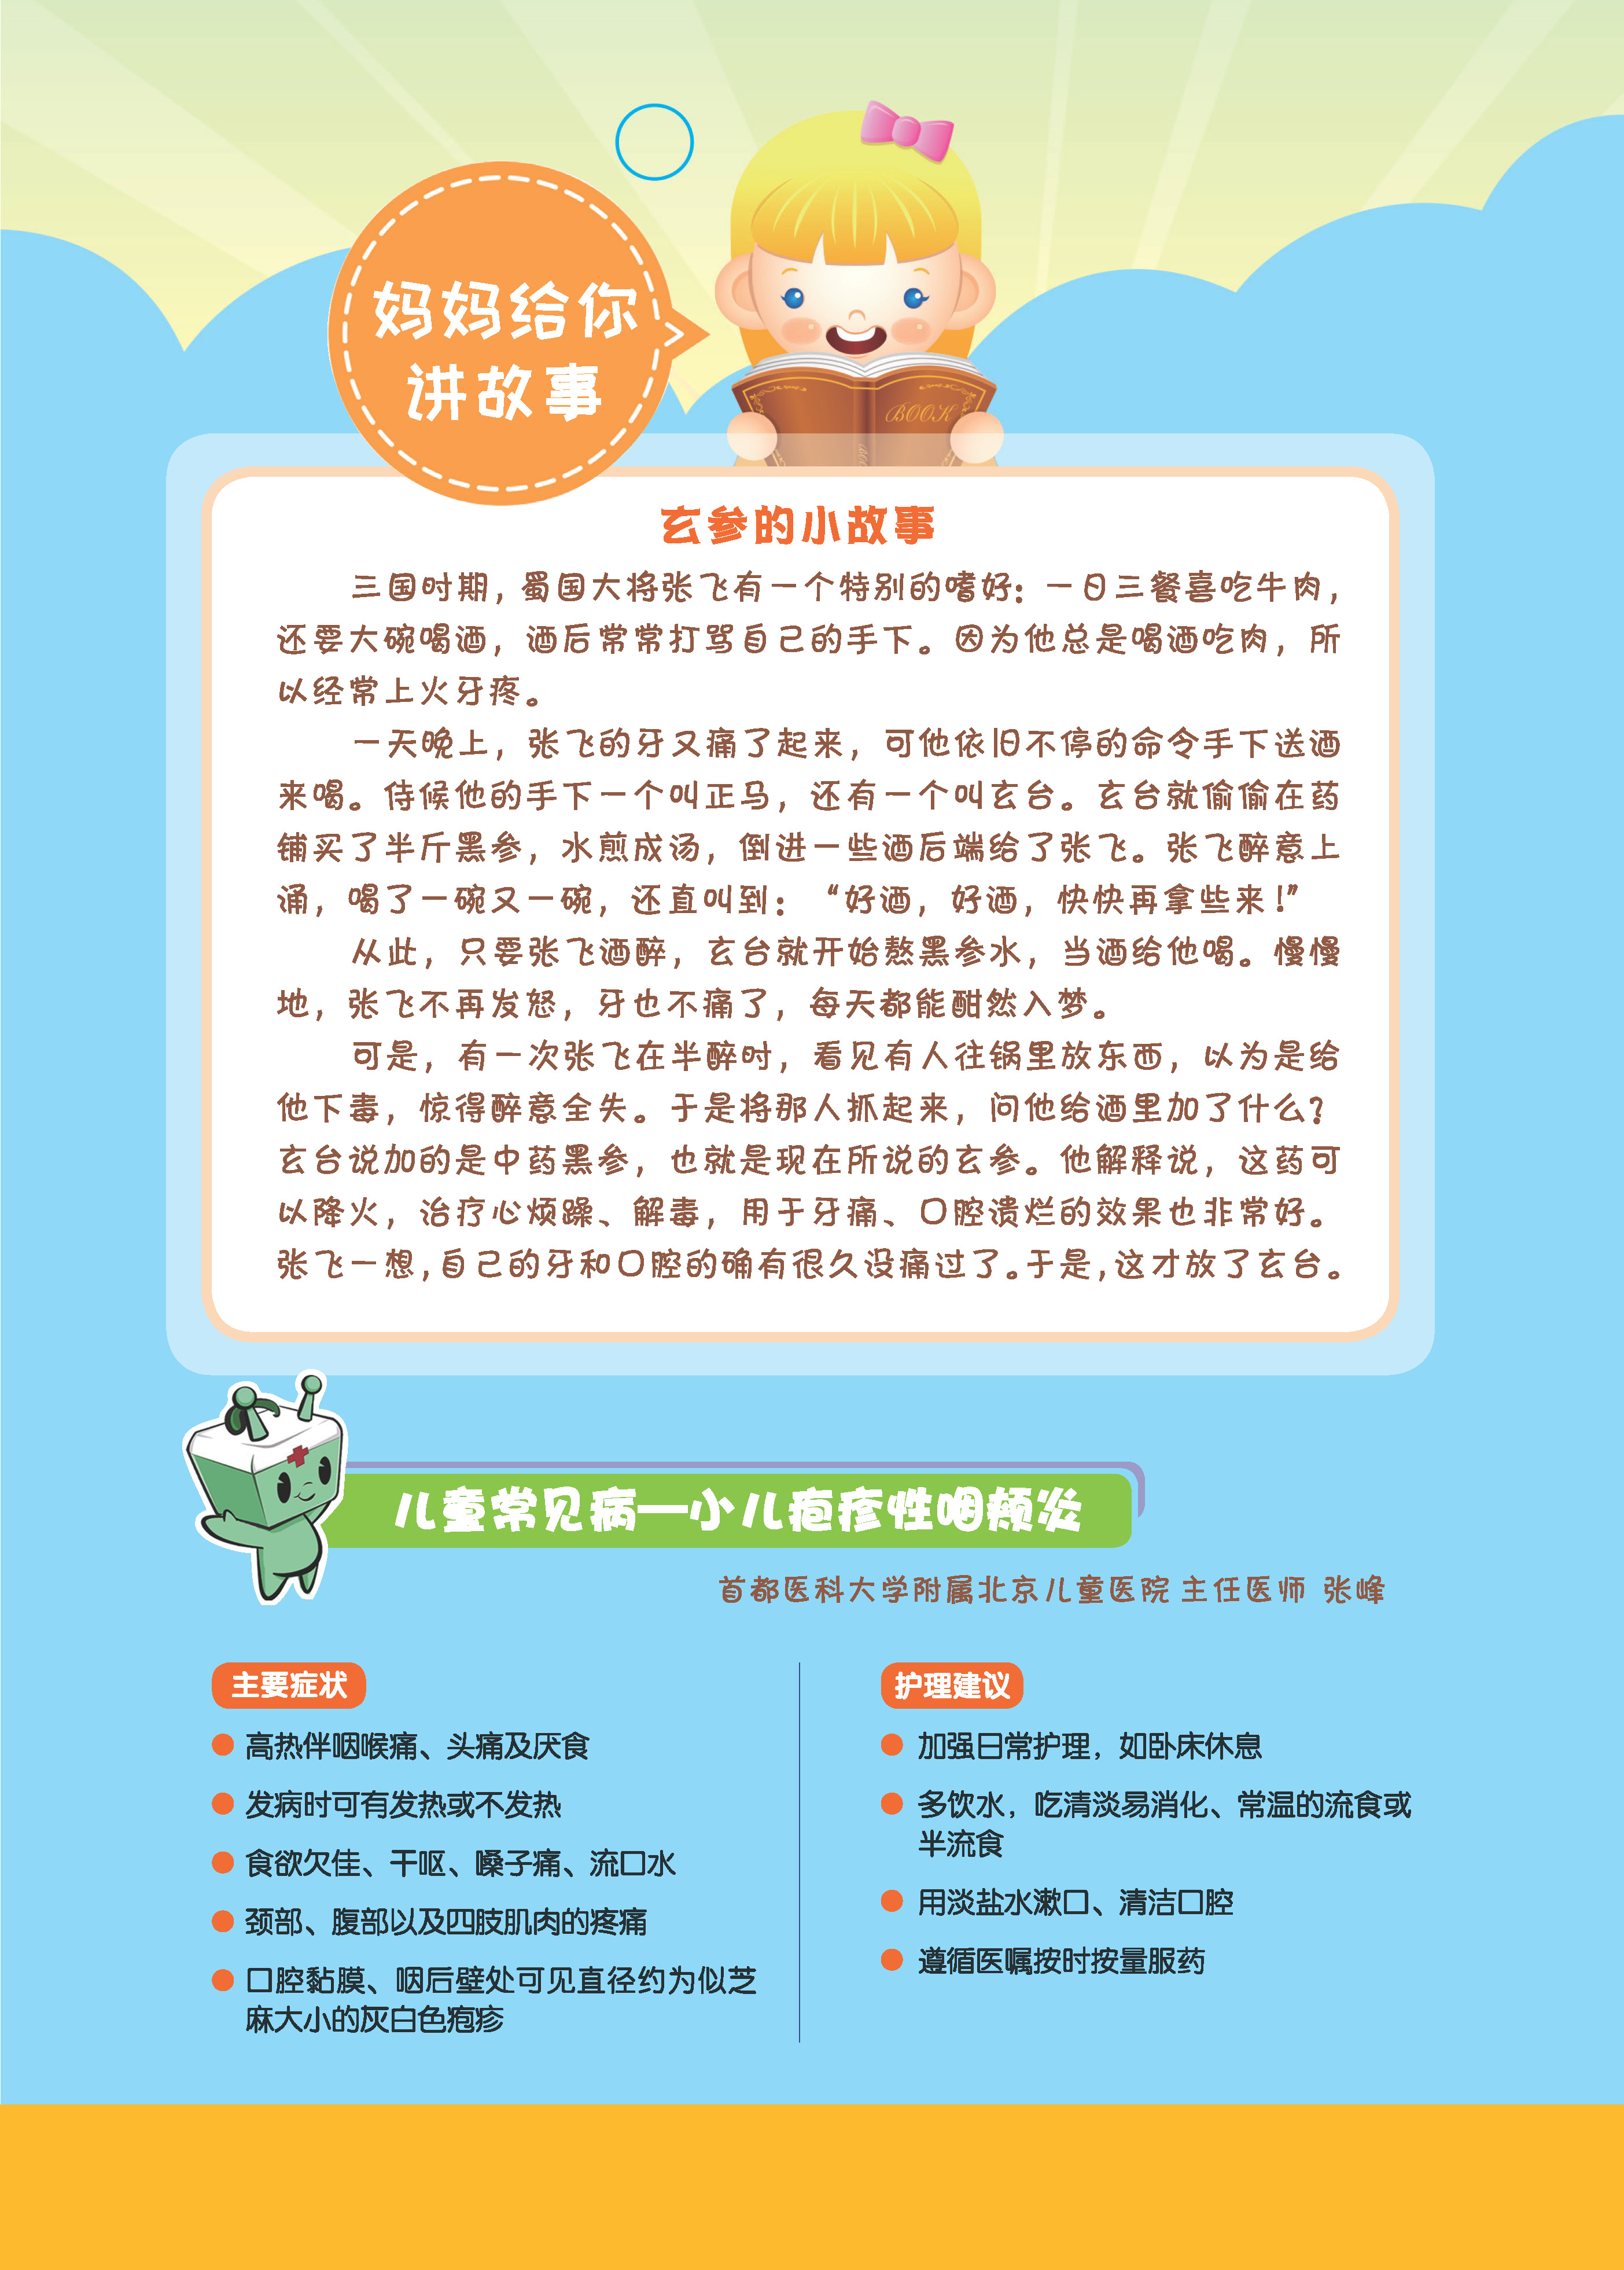 妈妈给你
讲故事
BOOK
玄参的小故事
三国时期，蜀国大将张飞有一个特别的嗜好：一日三餐喜吃牛肉，
还要大碗喝酒，酒后常常打骂自己的手下。因为他总是喝酒吃肉，所
以经常上火牙疼。
一天晚上，张飞的牙又痛了起来，可他依旧不停的命令手下送酒
来喝。侍候他的手下一个叫正马，还有一个叫玄台。玄台就偷偷在药
铺买了半斤黑参，水煎成汤，倒进一些酒后端给了张飞。张飞醉意上
涌，喝了一碗又一碗，还直叫到：“好酒，好酒，快快再拿些来！”
从此，只要张飞酒醉，玄台就开始熬黑参水，当酒给他喝。慢慢
地，张飞不再发怒，牙也不痛了，每天都能酣然入梦。
可是，有一次张飞在半醉时，看见有人往锅里放东西，以为是给
他下毒，惊得醉意全失。于是将那人抓起来，问他给酒里加了什么？
玄台说加的是中药黑参，也就是现在所说的玄参。他解释说，这药可
以降火，治疗心烦躁、解毒，用于牙痛、口腔溃烂的效果也非常好。
张飞一想，自己的牙和口腔的确有很久没痛过了。于是，这才放了玄台。
儿童常见病—小儿疱疹性咽颊炎
首都医科大学附属北京儿童医院 主任医师 张峰
主要症状
高热伴咽喉痛、头痛及厌食
发病时可有发热或不发热
食欲欠佳、干呕、嗓子痛、流口水
颈部、腹部以及四肢肌肉的疼痛
口腔黏膜、咽后壁处可见直径约为似芝
麻大小的灰白色疱疹
护理建议
加强日常护理，如卧床休息
多饮水，吃清淡易消化、常温的流食或
半流食
用淡盐水漱口、清洁口腔
遵循医嘱按时按量服药